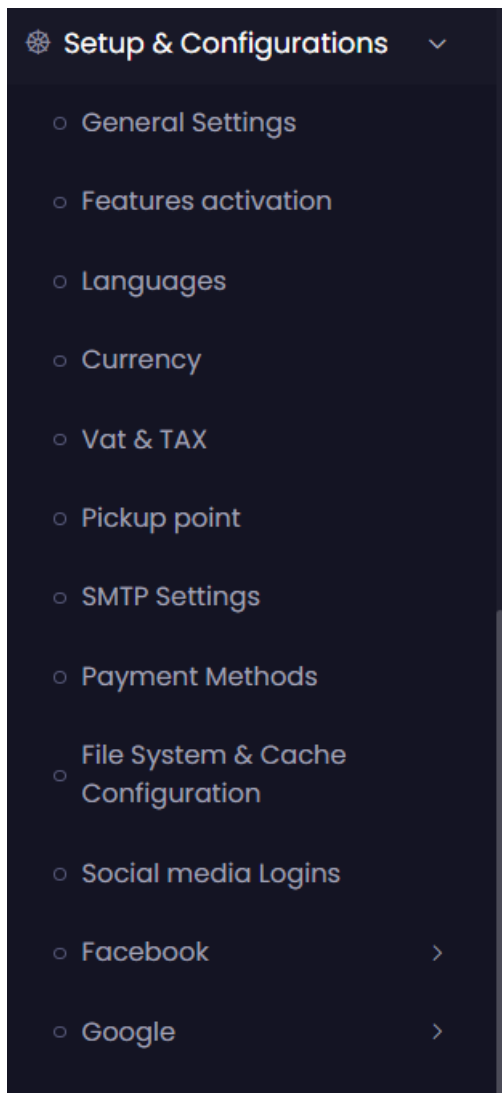 Setup & Configurations
General Settings
Features activation
Languages
Currency
Vat & TAX
Pickup point
SMTP Settings
Payment Methods
File System & Cache
Configuration
Social media Logins
Facebook
Google